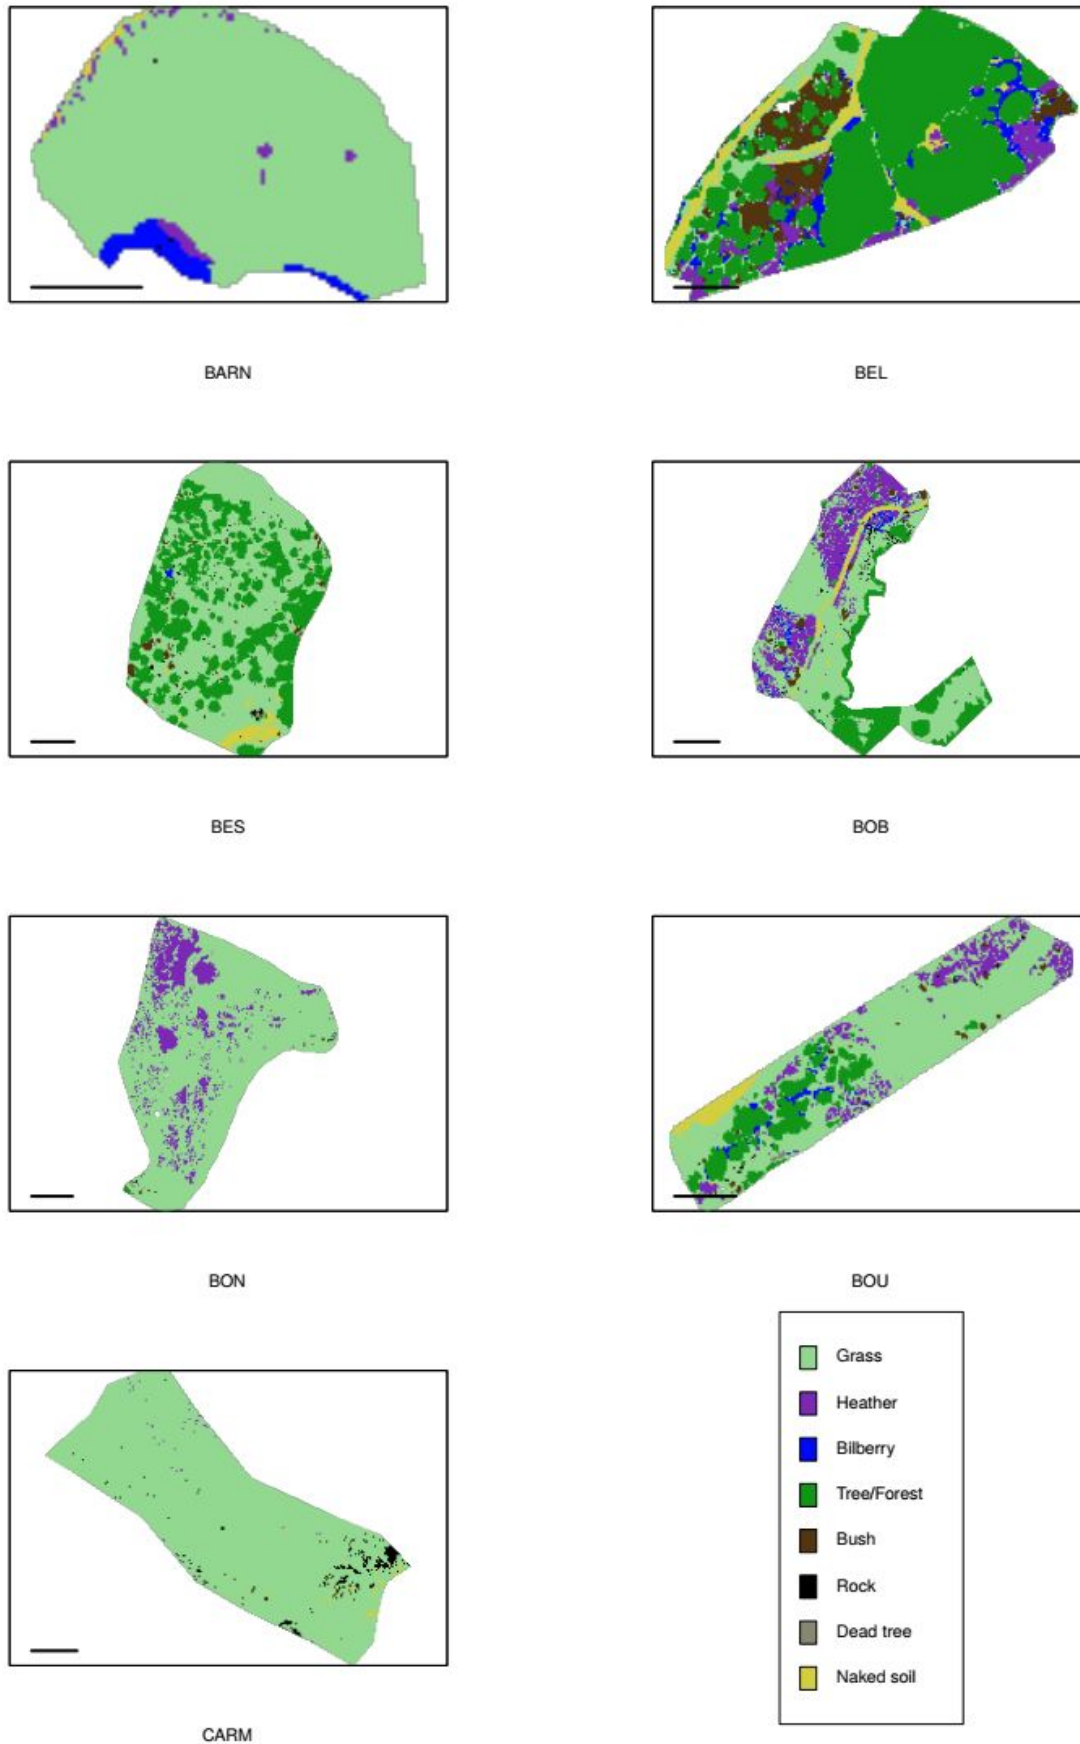 BARN
BEL
BES
BOB
BON
BOU
Grass
Heather
Bilberry
Tree/Forest
Bush
Rock
Dead tree
Naked soil
CARM